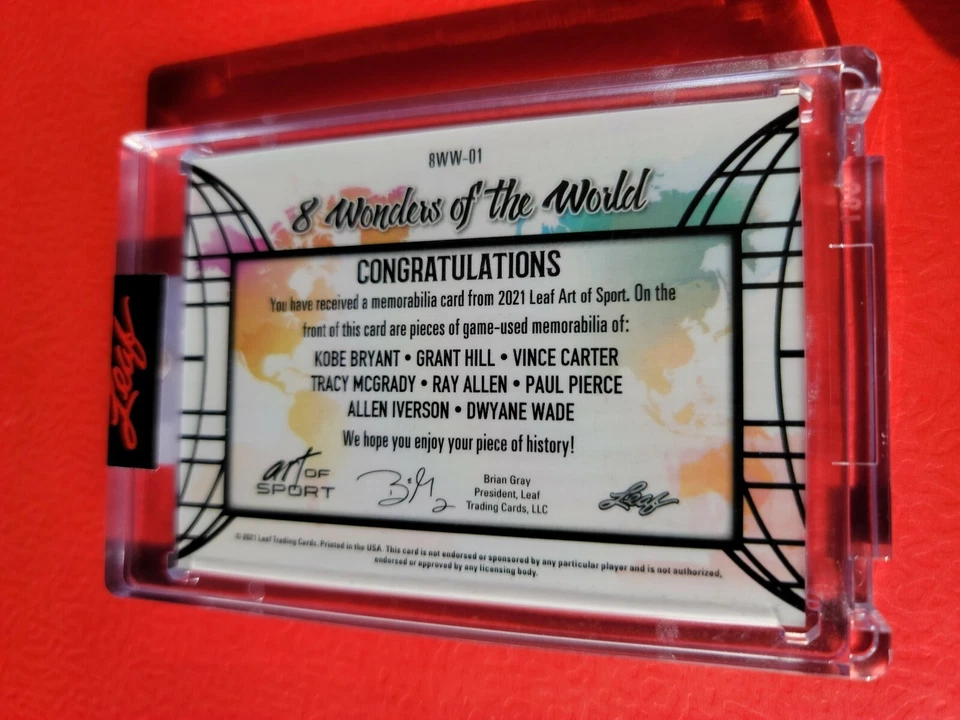 8WW-01
8 Wonders of the World
CONGRATULATIONS
You have received a memorabilia card from 2021 Leaf Art of Sport. On the
front of this card are pieces of game-used memorabilia of:
KOBE BRYANT • GRANT HILL • VINCE CARTER
TRACY MCGRADY • RAY ALLEN • PAUL PIERCE
ALLEN IVERSON • DWYANE WADE
We hope you enjoy your piece of history!
art OF
SPORT
Brian Gray
President, Leaf
Trading Cards, LLC
Leaf
© 2021 Leaf Trading Cards. Printed in the USA. This card is not endorsed or sponsored by any particular player and is not authorized,
endorsed or approved by any licensing body.
Leaf